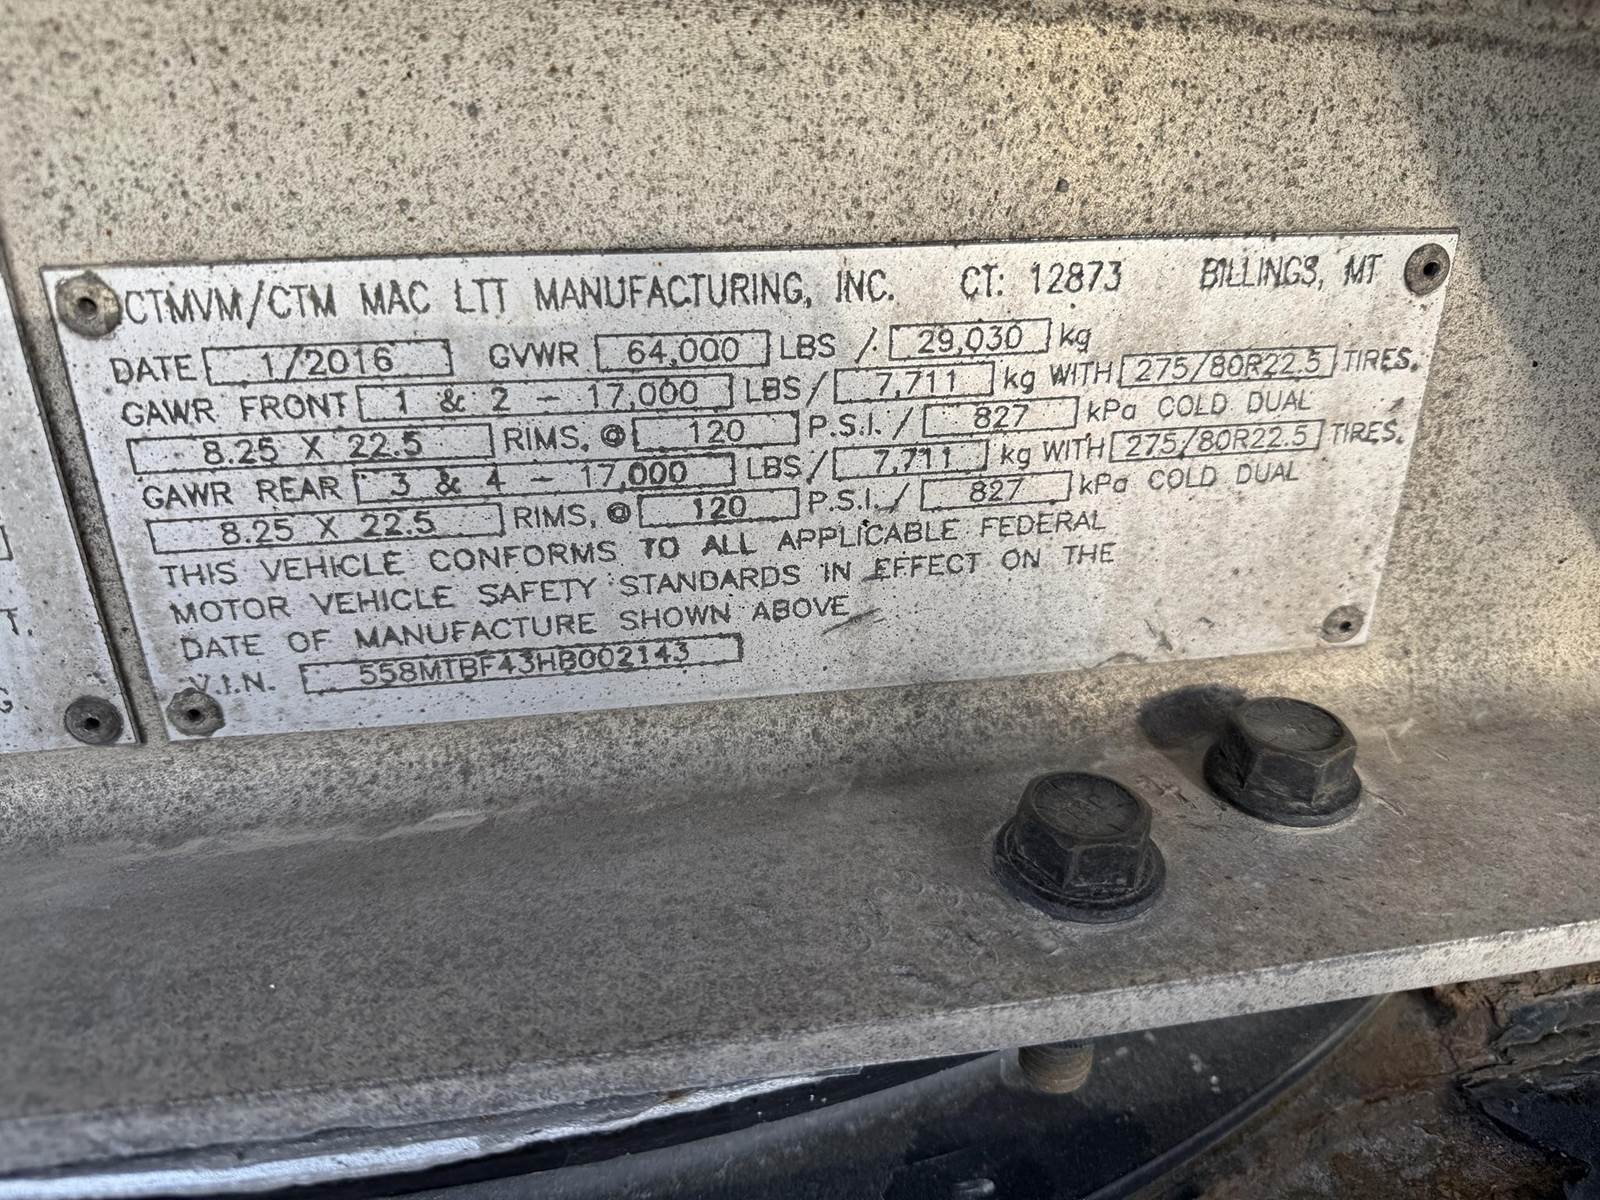 CTMVM/CTM MAC LTT MANUFACTURING, INC. CT: 12873 BILLINGS, MT
DATE 1/2016 GVWR 64,000 LBS / 29,030 kg
GAWR FRONT 1 & 2 - 17,000 LBS/ 7,711 kg WITH 275/80R22.5 TIRES.
8.25 X 22.5 RIMS, @ 120 P.S.I./ 827 kPa COLD DUAL
GAWR REAR 3 & 4 - 17,000 LBS/ 7,711 kg WITH 275/80R22.5 TIRES.
8.25 X 22.5 RIMS, @ 120 P.S.I./ 827 kPa COLD DUAL
THIS VEHICLE CONFORMS TO ALL APPLICABLE FEDERAL
MOTOR VEHICLE SAFETY STANDARDS IN EFFECT ON THE
DATE OF MANUFACTURE SHOWN ABOVE
V.I.N. 558MTBF43HB002143
T.